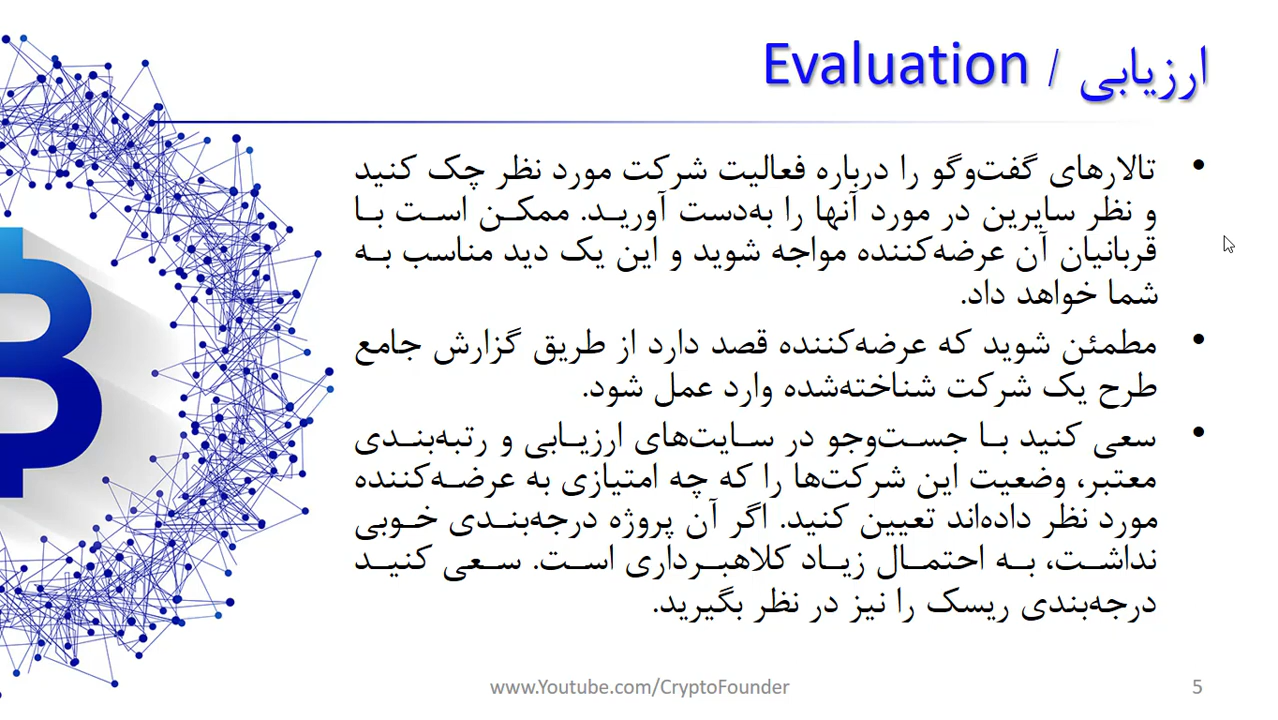 ارزیابی / Evaluation
• تالارهای گفت‌وگو را درباره فعالیت شرکت مورد نظر چک کنید
و نظر سایرین در مورد آنها را به‌دست آورید. ممکن است با
قربانیان آن عرضه‌کننده مواجه شوید و این یک دید مناسب به
شما خواهد داد.
• مطمئن شوید که عرضه‌کننده قصد دارد از طریق گزارش جامع
طرح یک شرکت شناخته‌شده وارد عمل شود.
• سعی کنید با جست‌وجو در سایت‌های ارزیابی و رتبه‌بندی
معتبر، وضعیت این شرکت‌ها را که چه امتیازی به عرضه‌کننده
مورد نظر داده‌اند تعیین کنید. اگر آن پروژه درجه‌بندی خوبی
نداشت، به احتمال زیاد کلاهبرداری است. سعی کنید
درجه‌بندی ریسک را نیز در نظر بگیرید.
www.Youtube.com/CryptoFounder
5